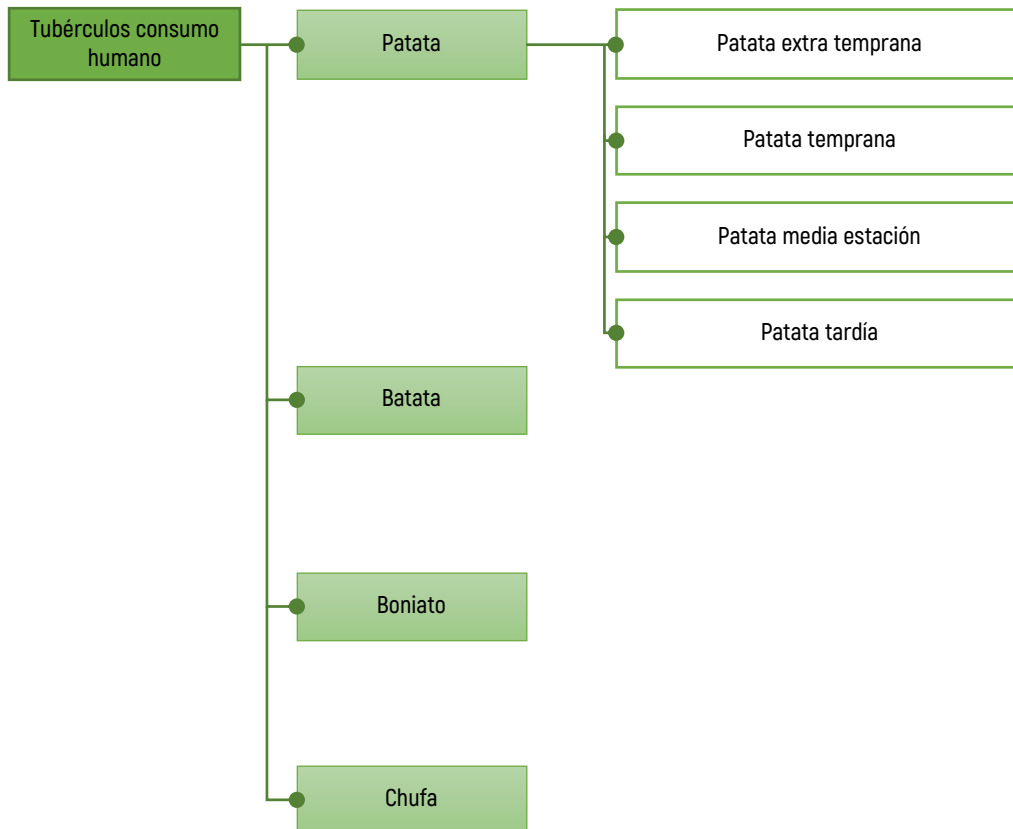 Tubérculos consumo
humano
Patata
Patata extra temprana
Patata temprana
Patata media estación
Patata tardía
Batata
Boniato
Chufa